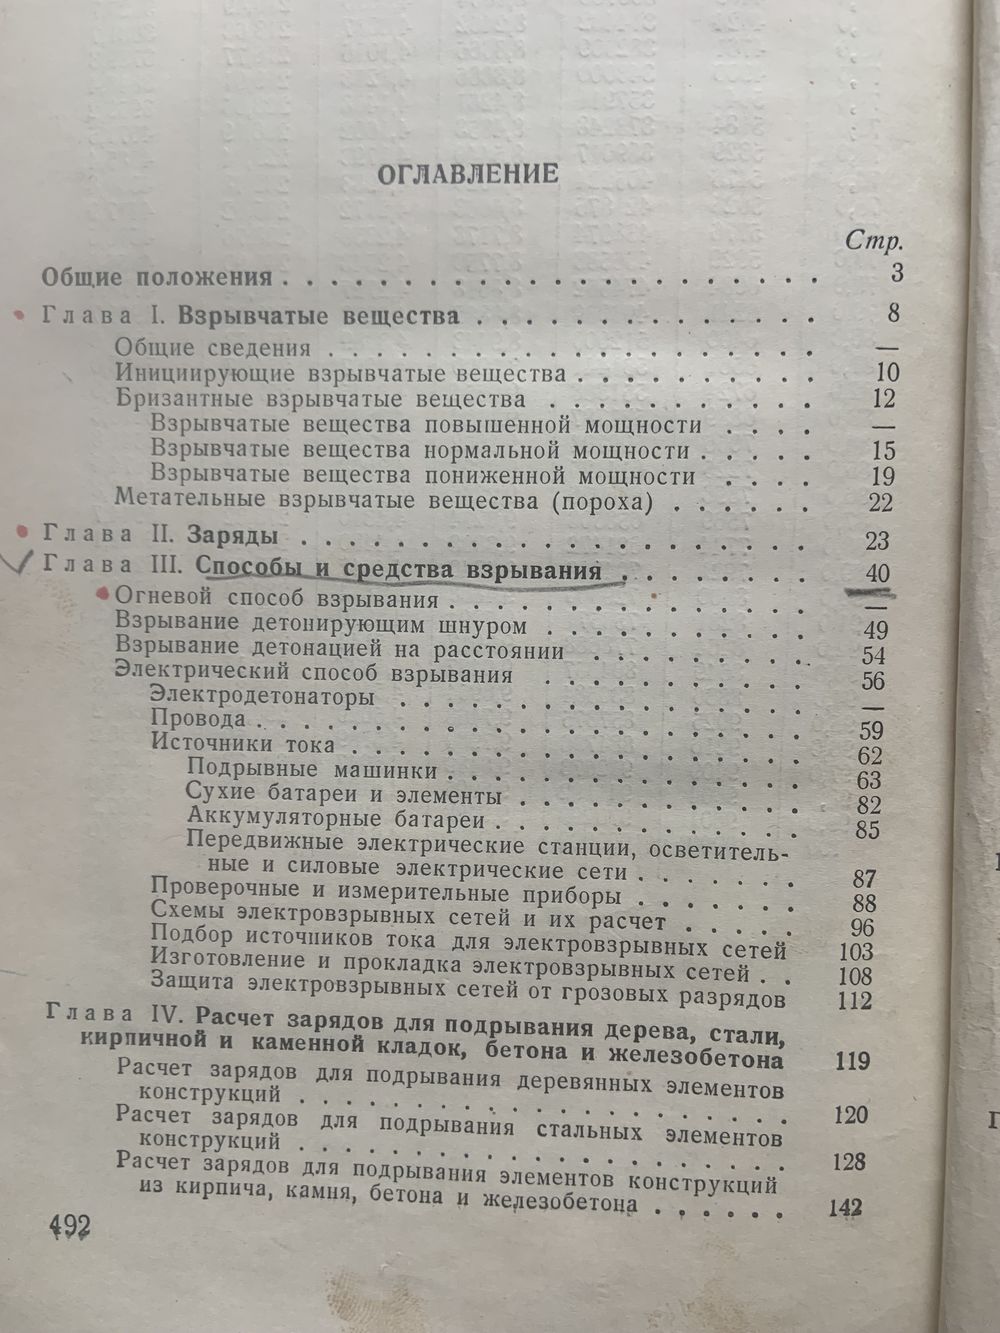 ОГЛАВЛЕНИЕ
Стр.
Общие положения . . . . . . . . . . . . . . . . . . . . . 3
Глава I. Взрывчатые вещества . . . . . . . . . . . . . 8
Общие сведения . . . . . . . . . . . . . . . . . . . —
Инициирующие взрывчатые вещества . . . . . . . . . . 10
Бризантные взрывчатые вещества . . . . . . . . . . . 12
Взрывчатые вещества повышенной мощности . . . . —
Взрывчатые вещества нормальной мощности . . . . . 15
Взрывчатые вещества пониженной мощности . . . . 19
Метательные взрывчатые вещества (пороха) . . . . . . 22
Глава II. Заряды . . . . . . . . . . . . . . . . . . . . 23
Глава III. Способы и средства взрывания . . . . . . . . 40
Огневой способ взрывания . . . . . . . . . . . . . . . —
Взрывание детонирующим шнуром . . . . . . . . . . . 49
Взрывание детонацией на расстоянии . . . . . . . . . 54
Электрический способ взрывания . . . . . . . . . . . 56
Электродетонаторы . . . . . . . . . . . . . . . . . —
Провода . . . . . . . . . . . . . . . . . . . . . . 59
Источники тока . . . . . . . . . . . . . . . . . . . 62
Подрывные машинки . . . . . . . . . . . . . . . 63
Сухие батареи и элементы . . . . . . . . . . . . 82
Аккумуляторные батареи . . . . . . . . . . . . . 85
Передвижные электрические станции, осветитель-
ные и силовые электрические сети . . . . . . . 87
Проверочные и измерительные приборы . . . . . . . 88
Схемы электровзрывных сетей и их расчет . . . . . 96
Подбор источников тока для электровзрывных сетей 103
Изготовление и прокладка электровзрывных сетей . . 108
Защита электровзрывных сетей от грозовых разрядов 112
Глава IV. Расчет зарядов для подрывания дерева, стали,
кирпичной и каменной кладок, бетона и железобетона 119
Расчет зарядов для подрывания деревянных элементов
конструкций . . . . . . . . . . . . . . . . . . . . 120
Расчет зарядов для подрывания стальных элементов
конструкций . . . . . . . . . . . . . . . . . . . . 128
Расчет зарядов для подрывания элементов конструкций
из кирпича, камня, бетона и железобетона . . . . . . 142
492